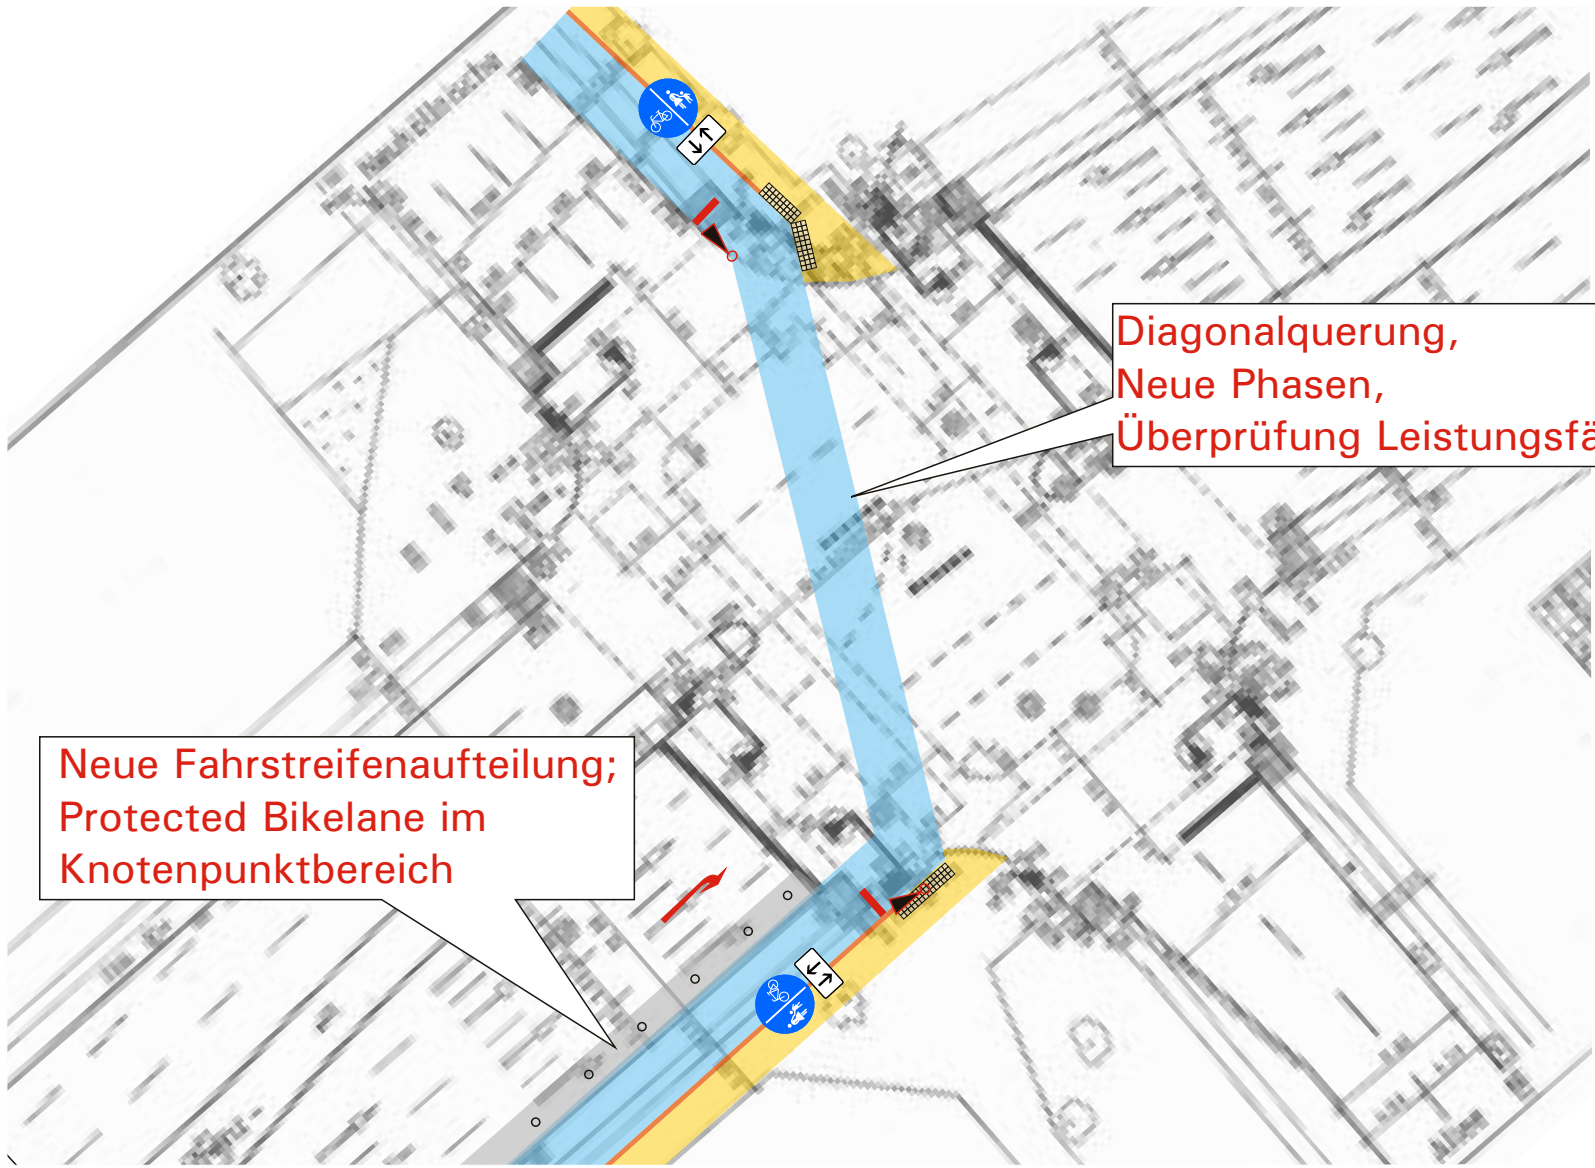 Diagonalquerung,
Neue Phasen,
Überprüfung Leistungsfä
Neue Fahrstreifenaufteilung;
Protected Bikelane im
Knotenpunktbereich